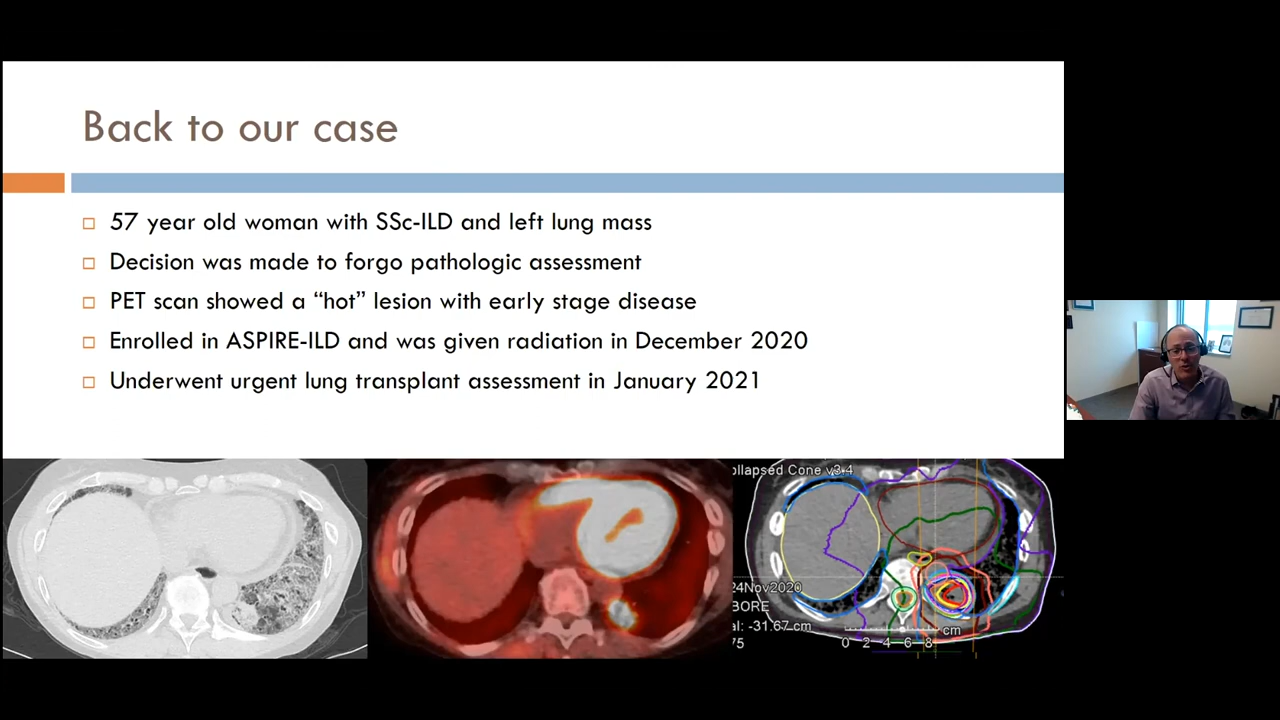 Back to our case
57 year old woman with SSc-ILD and left lung mass
Decision was made to forgo pathologic assessment
PET scan showed a “hot” lesion with early stage disease
Enrolled in ASPIRE-ILD and was given radiation in December 2020
Underwent urgent lung transplant assessment in January 2021
ollapsed Cone v3.4
24Nov2020
BORE
al: -31.67 cm
75
cm
0 2 4 6 8